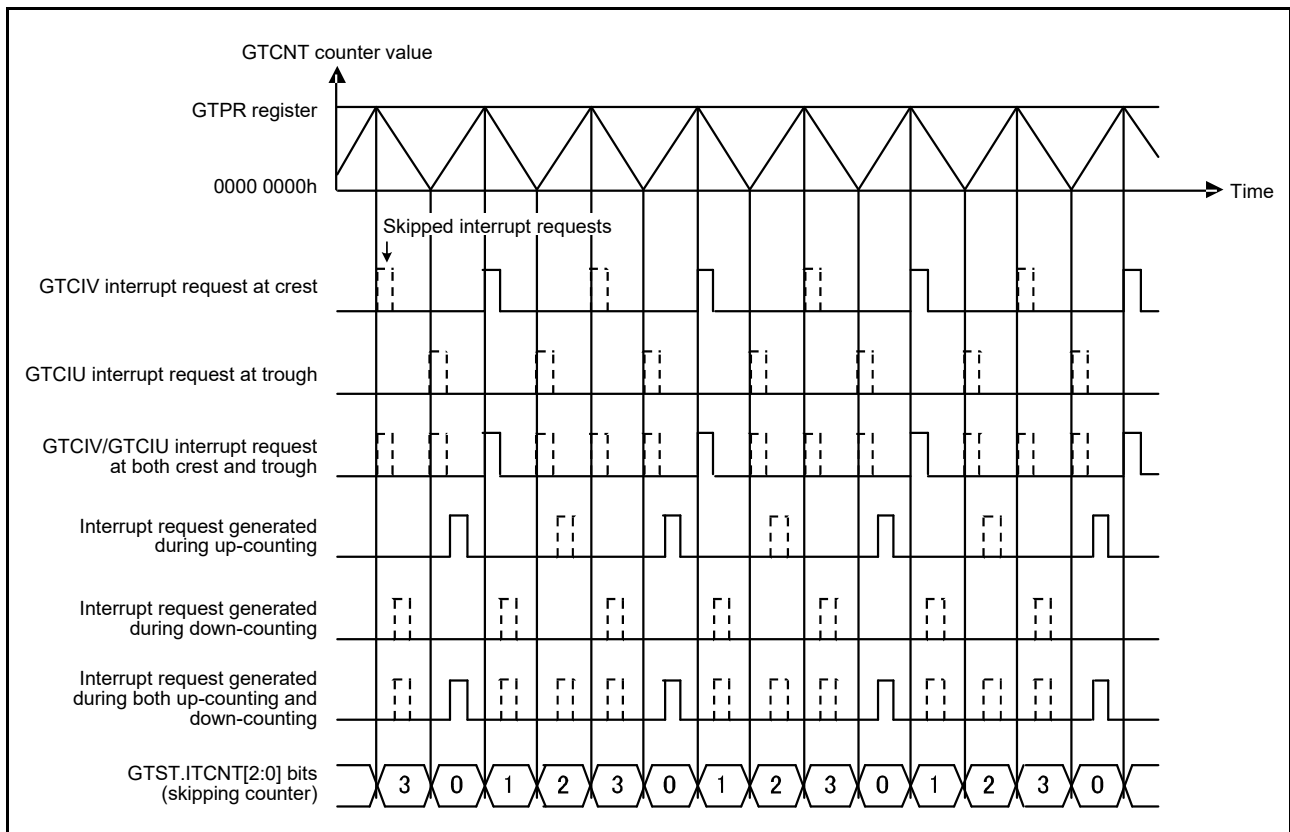 GTCNT counter value
GTPR register
0000 0000h
Time
Skipped interrupt requests
GTCIV interrupt request at crest
GTCIU interrupt request at trough
GTCIV/GTCIU interrupt request
at both crest and trough
Interrupt request generated
during up-counting
Interrupt request generated
during down-counting
Interrupt request generated
during both up-counting and
down-counting
GTST.ITCNT[2:0] bits
(skipping counter)
3 0 1 2 3 0 1 2 3 0 1 2 3 0